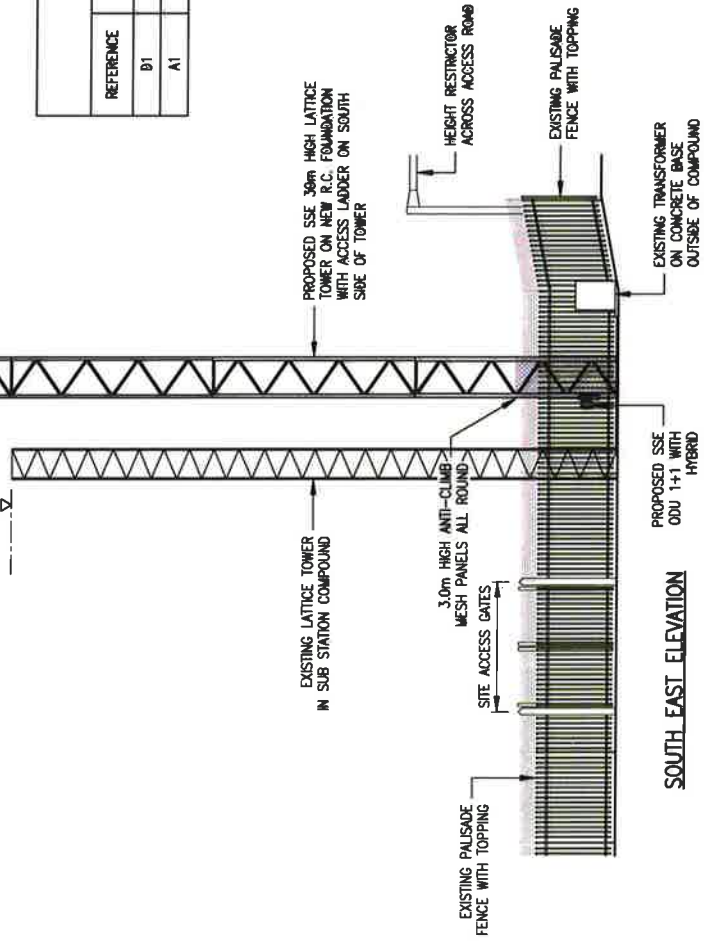 REFERENCE
D1
A1
PROPOSED SSE 30m HIGH LATTICE
TOWER ON NEW R.C. FOUNDATION
WITH ACCESS LADDER ON SOUTH
SIDE OF TOWER
HEIGHT RESTRICTOR
ACROSS ACCESS ROAD
EXISTING PALISADE
FENCE WITH TOPPING
EXISTING TRANSFORMER
ON CONCRETE BASE
OUTSIDE OF COMPOUND
EXISTING LATTICE TOWER
IN SUB STATION COMPOUND
3.0m HIGH ANTI-CLIMB
MESH PANELS ALL ROUND
PROPOSED SSE
ODU 1+1 WITH
HYBRID
SITE ACCESS GATES
EXISTING PALISADE
FENCE WITH TOPPING
SOUTH EAST ELEVATION